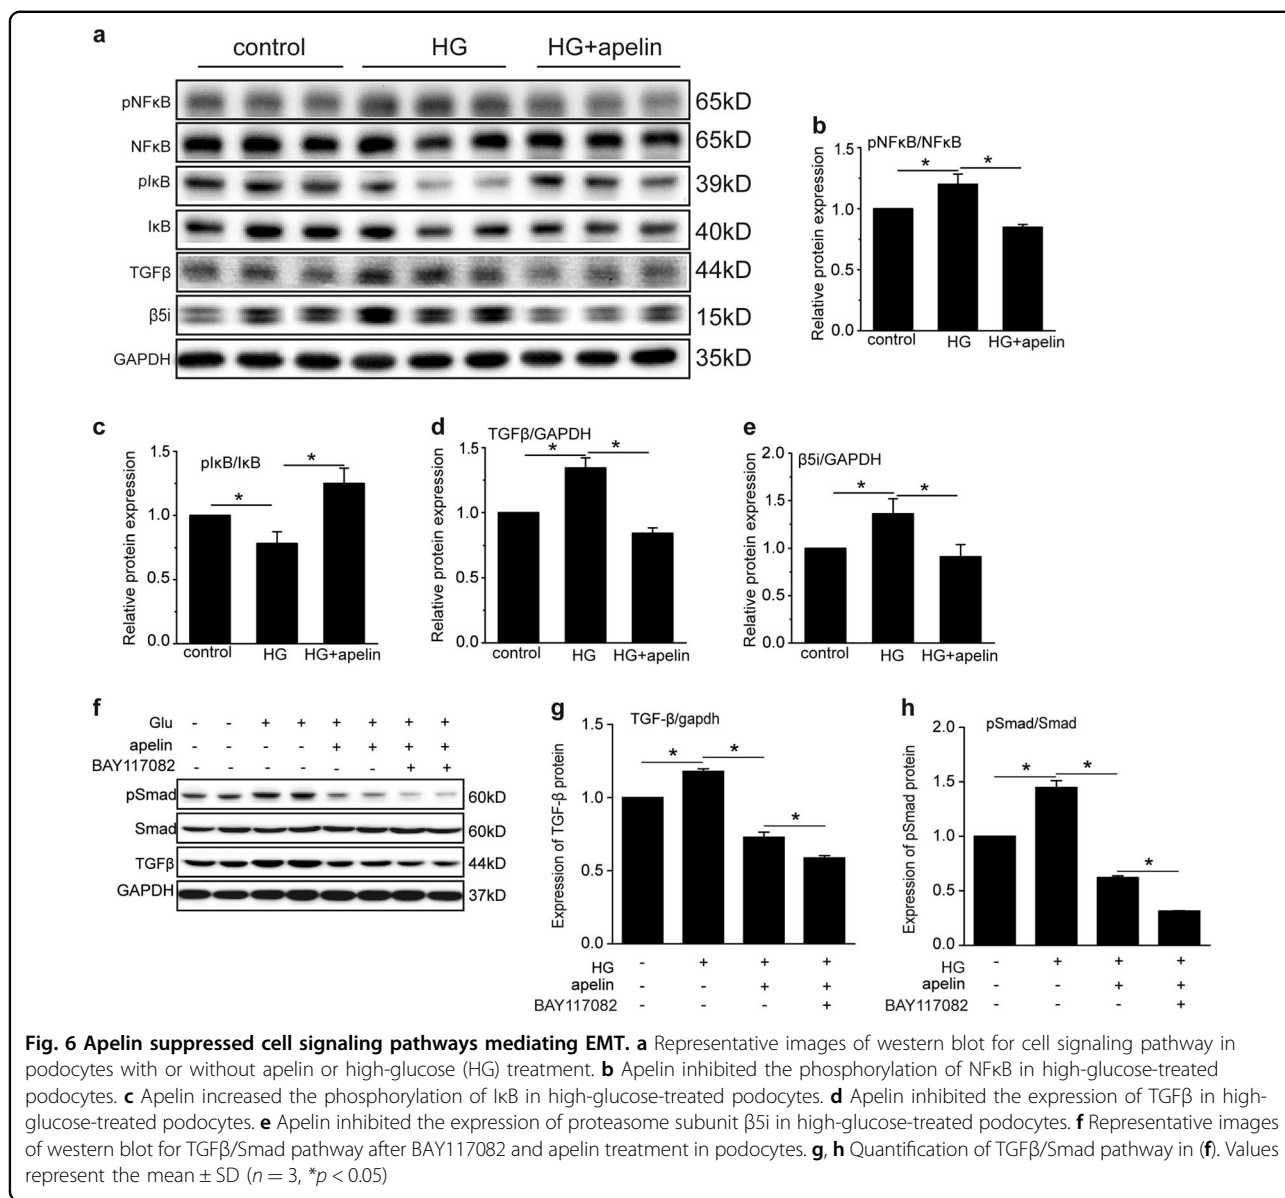 a
control HG HG+apelin
pNFκB 65kD
NFκB 65kD
pIκB 39kD
IκB 40kD
TGFβ 44kD
β5i 15kD
GAPDH 35kD
b
pNFκB/NFκB
Relative protein expression
1.5
1.0
0.5
0.0
* *
control HG HG+apelin
c
pIκB/IκB
Relative protein expression
1.5
1.0
0.5
0.0
* *
control HG HG+apelin
d
TGFβ/GAPDH
Relative protein expression
1.5
1.0
0.5
0.0
* *
control HG HG+apelin
e
β5i/GAPDH
Relative protein expression
2.0
1.5
1.0
0.5
0.0
* *
control HG HG+apelin
f
Glu - - + + + + + +
apelin - - - - + + + +
BAY117082 - - - - - - + +
pSmad 60kD
Smad 60kD
TGFβ 44kD
GAPDH 37kD
g
TGF-β/gapdh
Expression of TGF-β protein
1.5
1.0
0.5
0.0
* * *
HG - + + +
apelin - - + +
BAY117082 - - - +
h
pSmad/Smad
Expression of pSmad protein
2.0
1.5
1.0
0.5
0.0
* * *
HG - + + +
apelin - - + +
BAY117082 - - - +
Fig. 6 Apelin suppressed cell signaling pathways mediating EMT. a Representative images of western blot for cell signaling pathway in
podocytes with or without apelin or high-glucose (HG) treatment. b Apelin inhibited the phosphorylation of NFκB in high-glucose-treated
podocytes. c Apelin increased the phosphorylation of IκB in high-glucose-treated podocytes. d Apelin inhibited the expression of TGFβ in high-
glucose-treated podocytes. e Apelin inhibited the expression of proteasome subunit β5i in high-glucose-treated podocytes. f Representative images
of western blot for TGFβ/Smad pathway after BAY117082 and apelin treatment in podocytes. g, h Quantification of TGFβ/Smad pathway in (f). Values
represent the mean ± SD (n = 3, *p < 0.05)